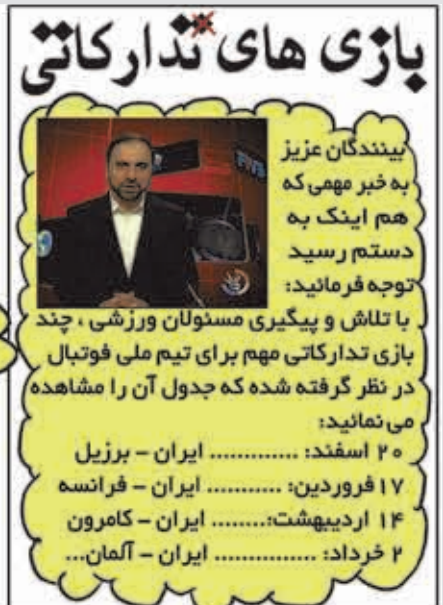 بازی های تدارکاتی
بینندگان عزیز
به خبر مهمی که
هم اینک به
دستم رسید
توجه فرمائید:
با تلاش و پیگیری مسئولان ورزشی ، چند
بازی تدارکاتی مهم برای تیم ملی فوتبال
در نظر گرفته شده که جدول آن را مشاهده
می نمائید:
۲۰ اسفند: ............. ایران – برزیل
۱۷ فروردین: ........... ایران – فرانسه
۱۴ اردیبهشت:........ ایران – کامرون
۲ خرداد: ............... ایران – آلمان...